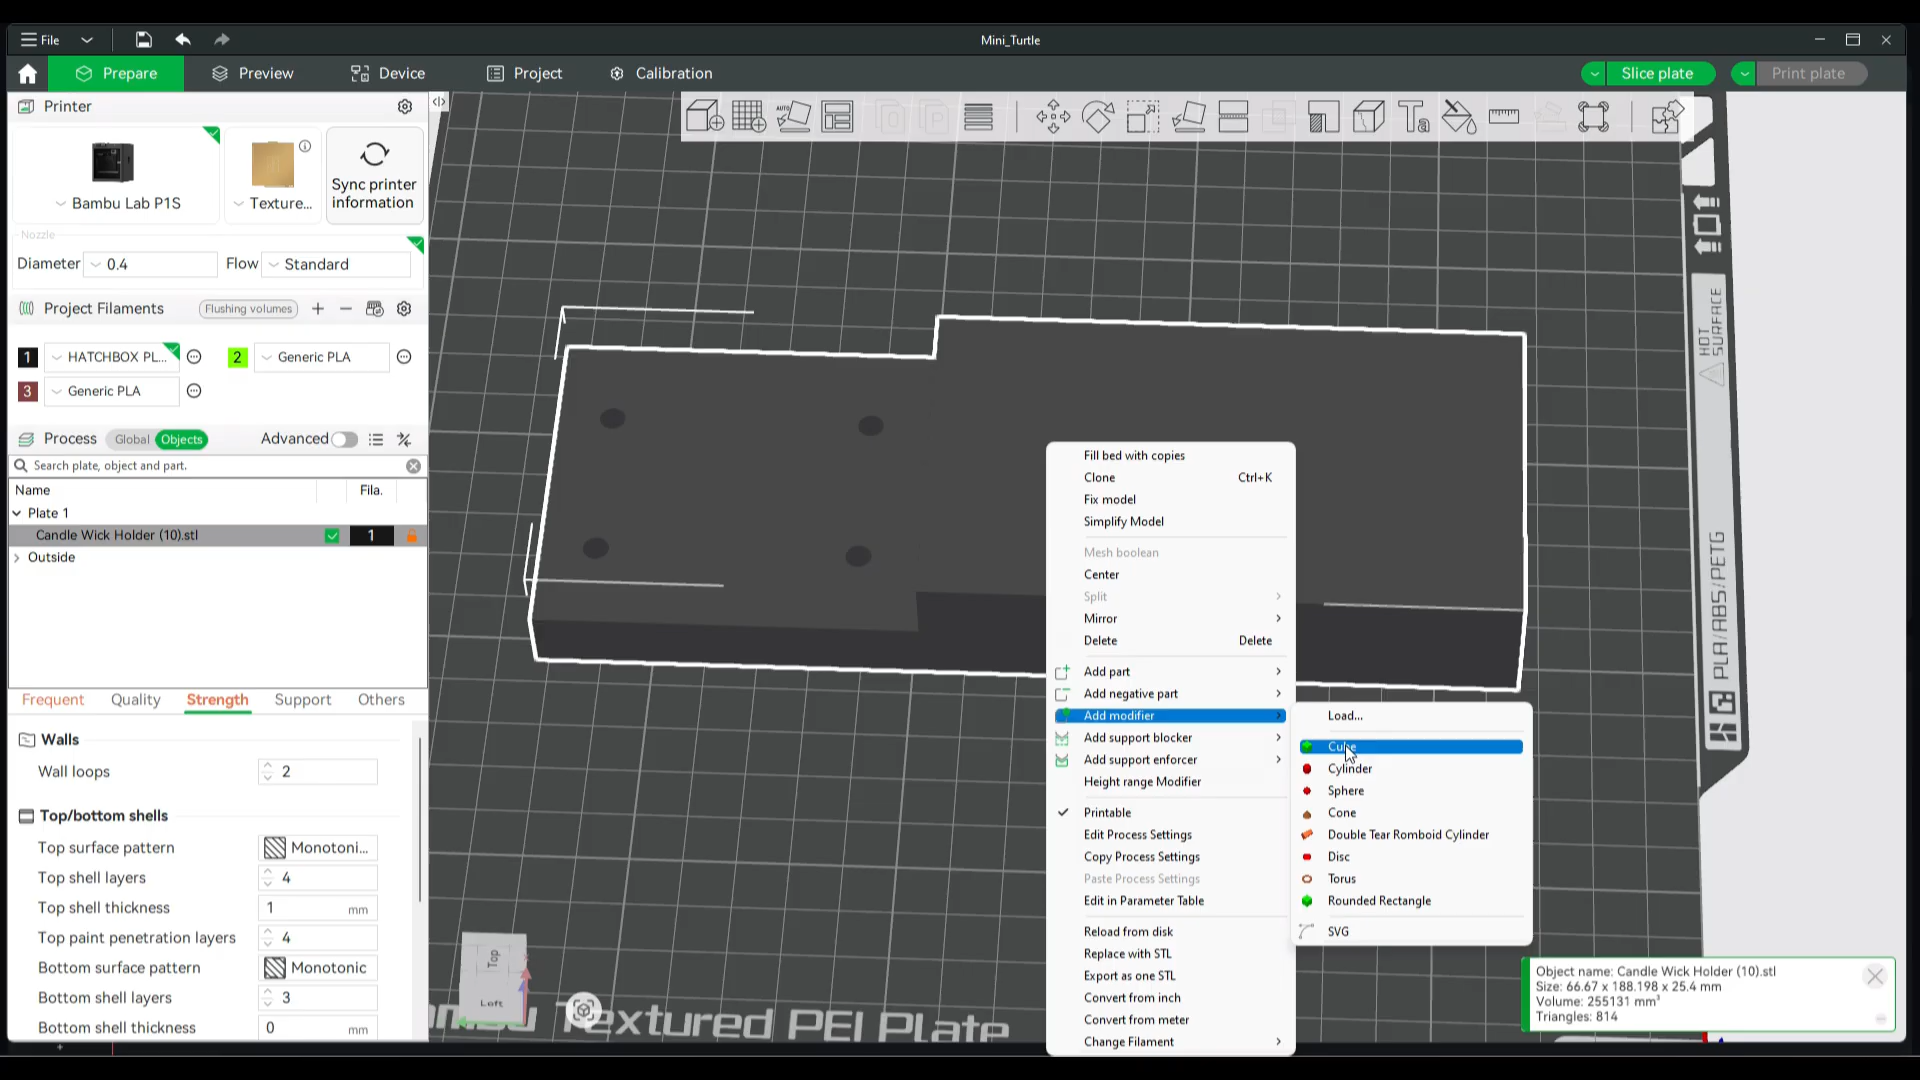 File
Mini_Turtle
Prepare
Preview
Device
Project
Calibration
Slice plate
Print plate
Printer
Bambu Lab P1S
Texture...
Sync printer
information
Nozzle
Diameter
0.4
Flow
Standard
Project Filaments
Flushing volumes
1
HATCHBOX PL...
2
Generic PLA
3
Generic PLA
Process
Global
Objects
Advanced
Search plate, object and part.
Name
Fila.
Plate 1
Candle Wick Holder (10).stl
1
Outside
Frequent
Quality
Strength
Support
Others
Walls
Wall loops
2
Top/bottom shells
Top surface pattern
Monotoni...
Top shell layers
4
Top shell thickness
1
mm
Top paint penetration layers
4
Bottom surface pattern
Monotonic
Bottom shell layers
3
Bottom shell thickness
0
mm
AUTO
Fill bed with copies
Clone
Ctrl+K
Fix model
Simplify Model
Mesh boolean
Center
Split
Mirror
Delete
Delete
Add part
Add negative part
Add modifier
Add support blocker
Add support enforcer
Height range Modifier
Printable
Edit Process Settings
Copy Process Settings
Paste Process Settings
Edit in Parameter Table
Reload from disk
Replace with STL
Export as one STL
Convert from inch
Convert from meter
Change Filament
Load...
Cube
Cylinder
Sphere
Cone
Double Tear Romboid Cylinder
Disc
Torus
Rounded Rectangle
SVG
HOT
SURFACE
PLA/ABS/PETG
Top
Left
Textured PEI Plate
Object name: Candle Wick Holder (10).stl
Size: 66.67 x 188.198 x 25.4 mm
Volume: 255131 mm³
Triangles: 814